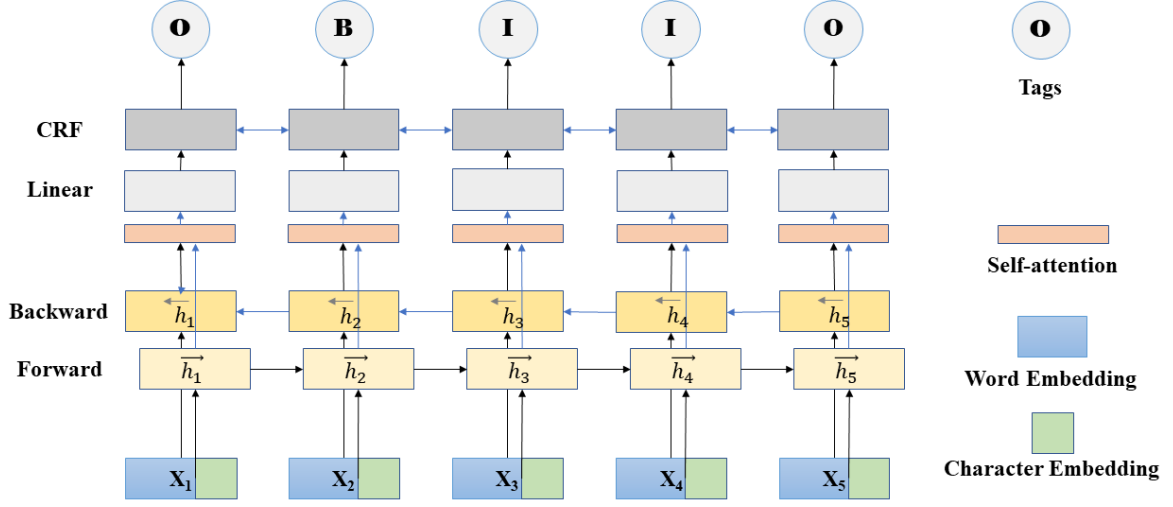 O B I I O O
Tags
CRF
Linear
Self-attention
Backward h₁ h₂ h₃ h₄ h₅
Forward h₁ h₂ h₃ h₄ h₅
Word Embedding
X₁ X₂ X₃ X₄ X₅
Character Embedding